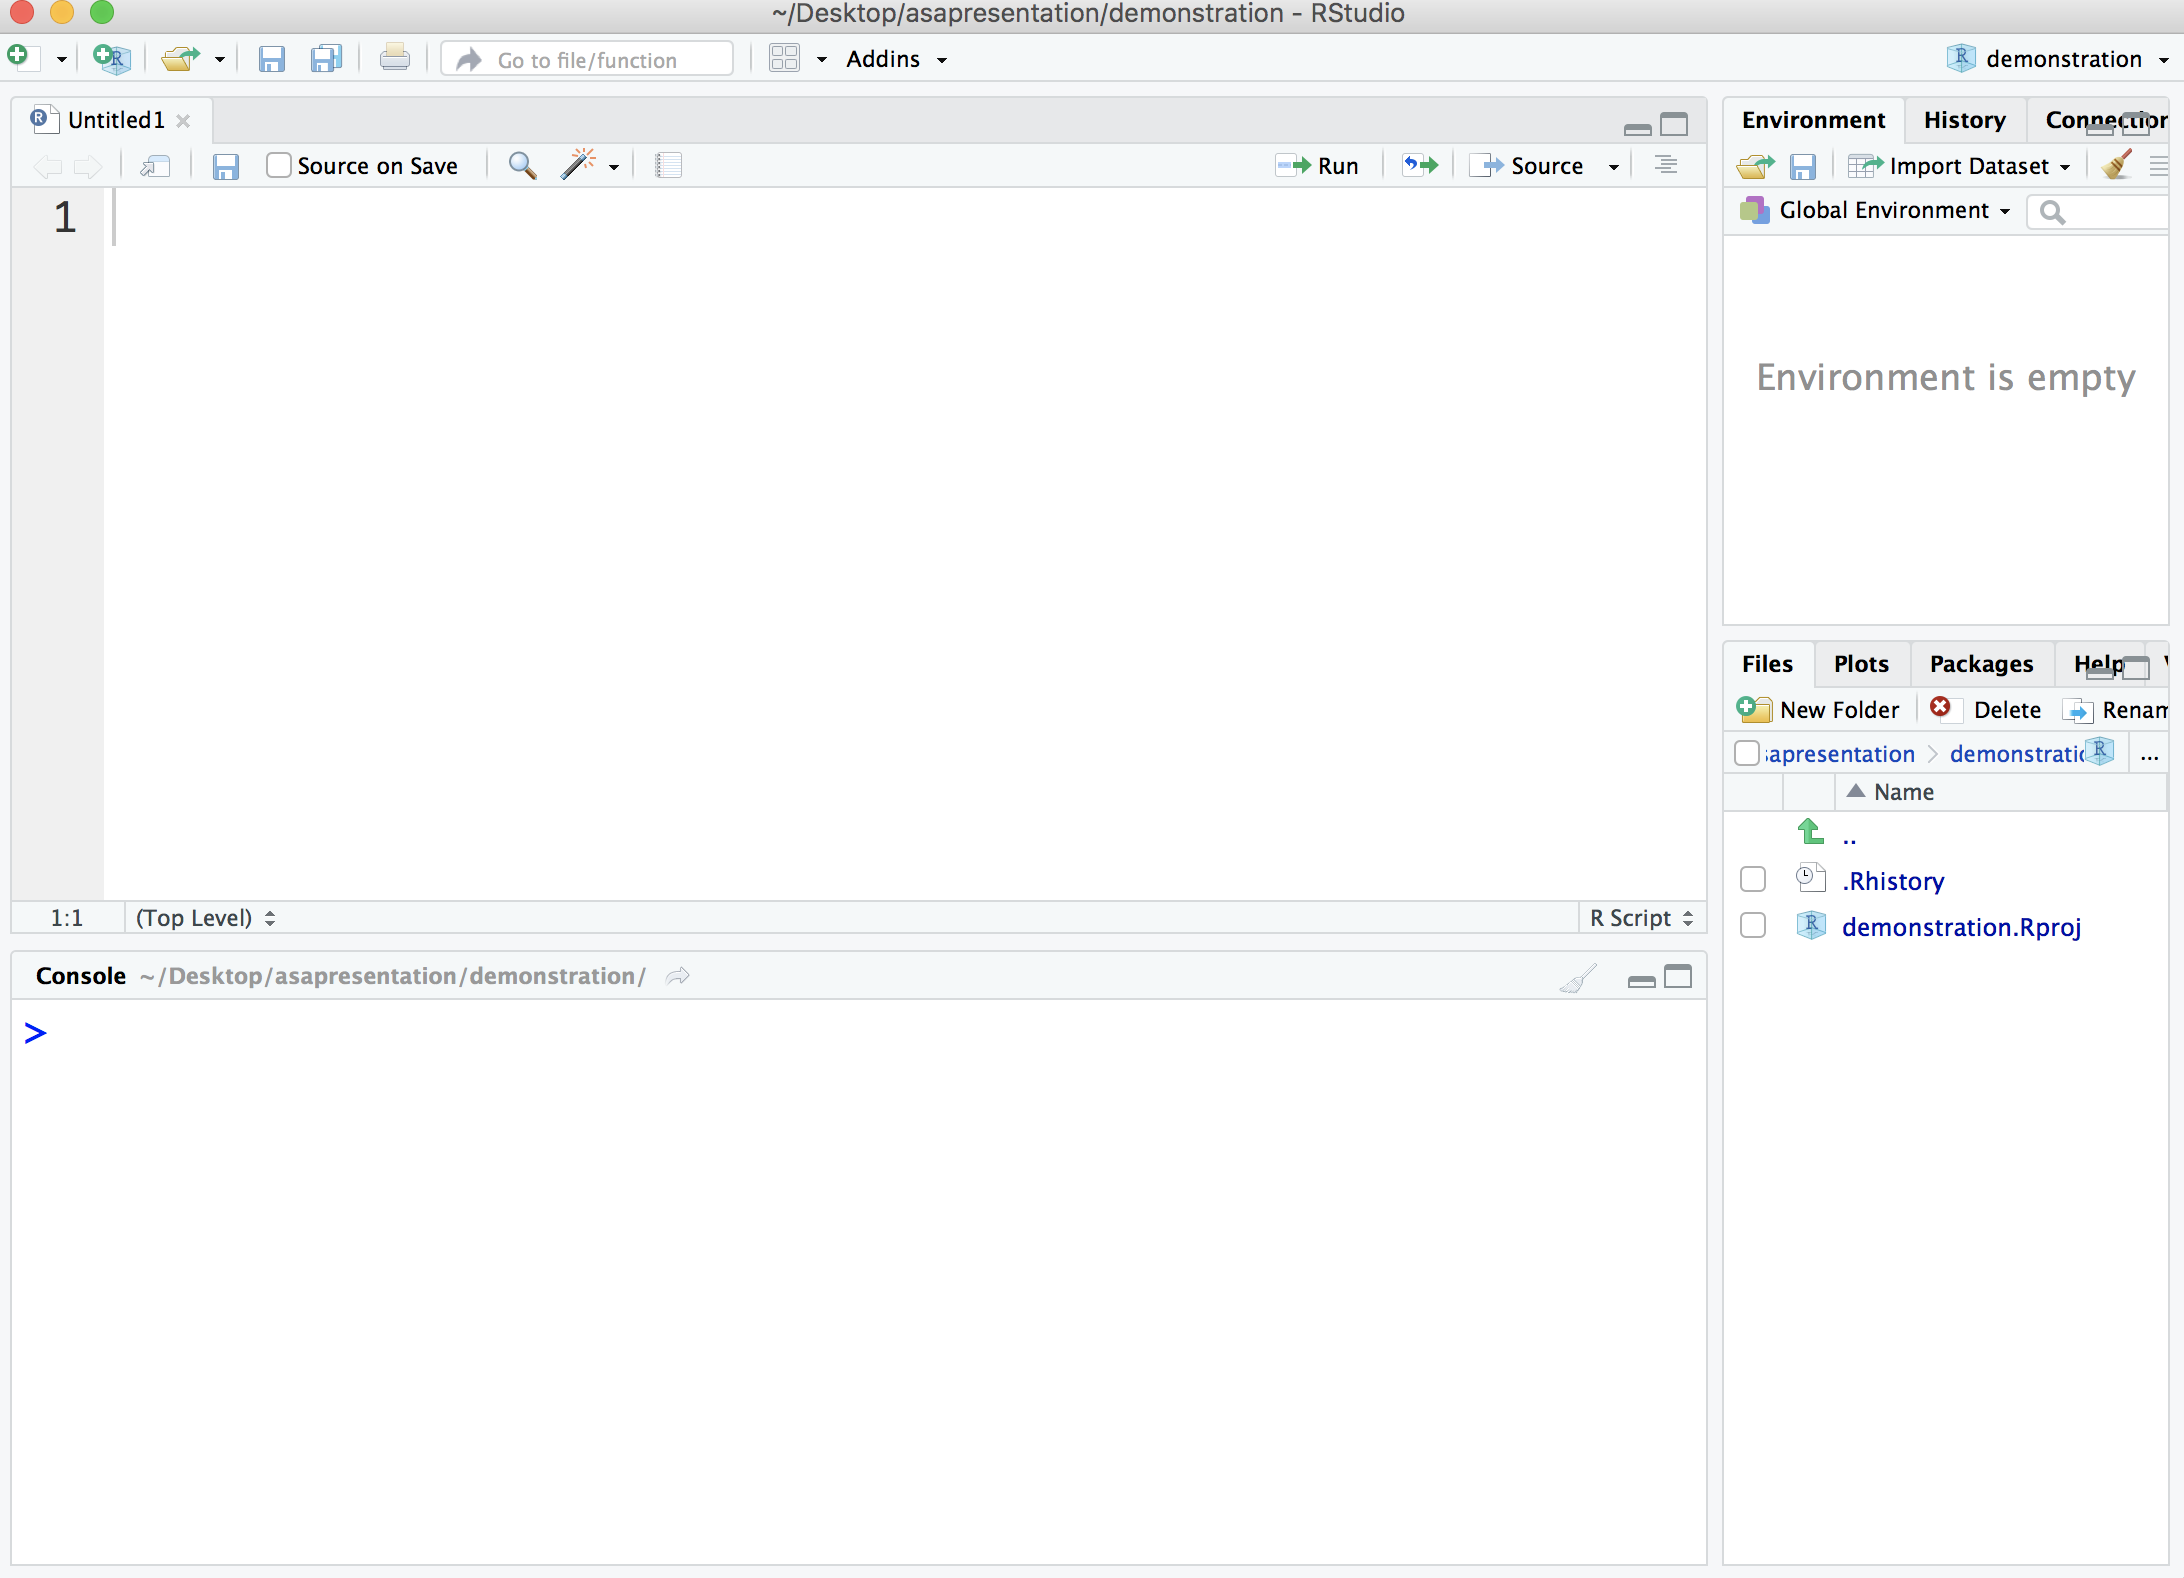 ~/Desktop/asapresentation/demonstration - RStudio
Go to file/function Addins demonstration
Untitled1
Source on Save Run Source
1
1:1 (Top Level) R Script
Console ~/Desktop/asapresentation/demonstration/
>
Environment History Connection
Import Dataset
Global Environment
Environment is empty
Files Plots Packages Help
New Folder Delete Renam
sapresentation demonstratio ...
Name
..
.Rhistory
demonstration.Rproj